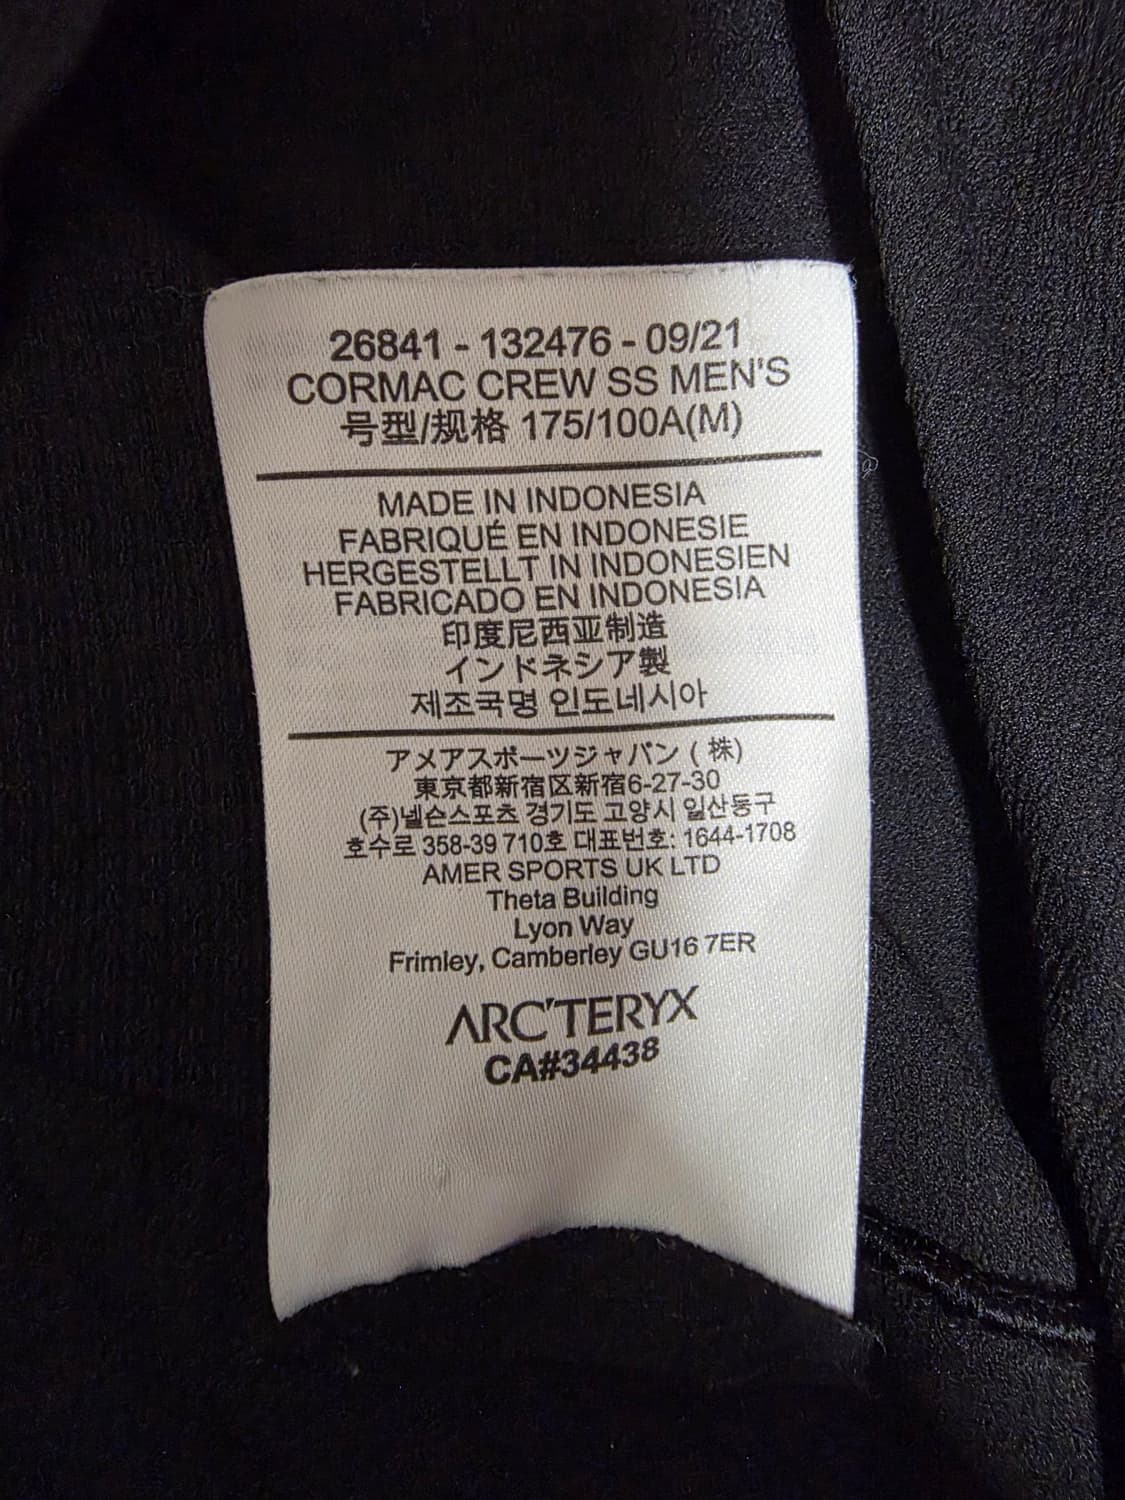 26841 - 132476 - 09/21
CORMAC CREW SS MEN'S
号型/规格 175/100A(M)
MADE IN INDONESIA
FABRIQUÉ EN INDONESIE
HERGESTELLT IN INDONESIEN
FABRICADO EN INDONESIA
印度尼西亚制造
インドネシア製
제조국명 인도네시아
アメアスポーツジャパン ( 株)
東京都新宿区新宿6-27-30
(주)넬슨스포츠 경기도 고양시 일산동구
호수로 358-39 710호 대표번호: 1644-1708
AMER SPORTS UK LTD
Theta Building
Lyon Way
Frimley, Camberley GU16 7ER
ARC'TERYX
CA#34438